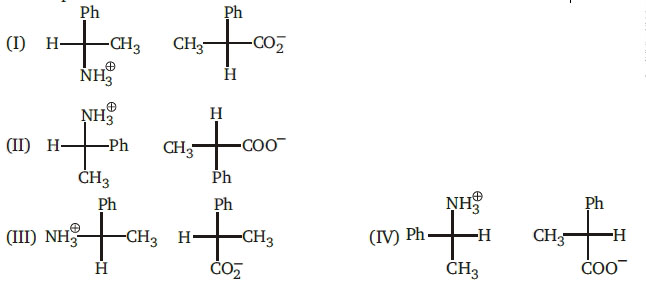 Ph Ph
(I) H CH₃ CH₃ CO₂⁻
NH₃⊕ H
NH₃⊕ H
(II) H Ph CH₃ COO⁻
CH₃ Ph
Ph Ph
(III) NH₃⊕ CH₃ H CH₃
H CO₂⁻
NH₃⊕ Ph
(IV) Ph H CH₃ H
CH₃ COO⁻